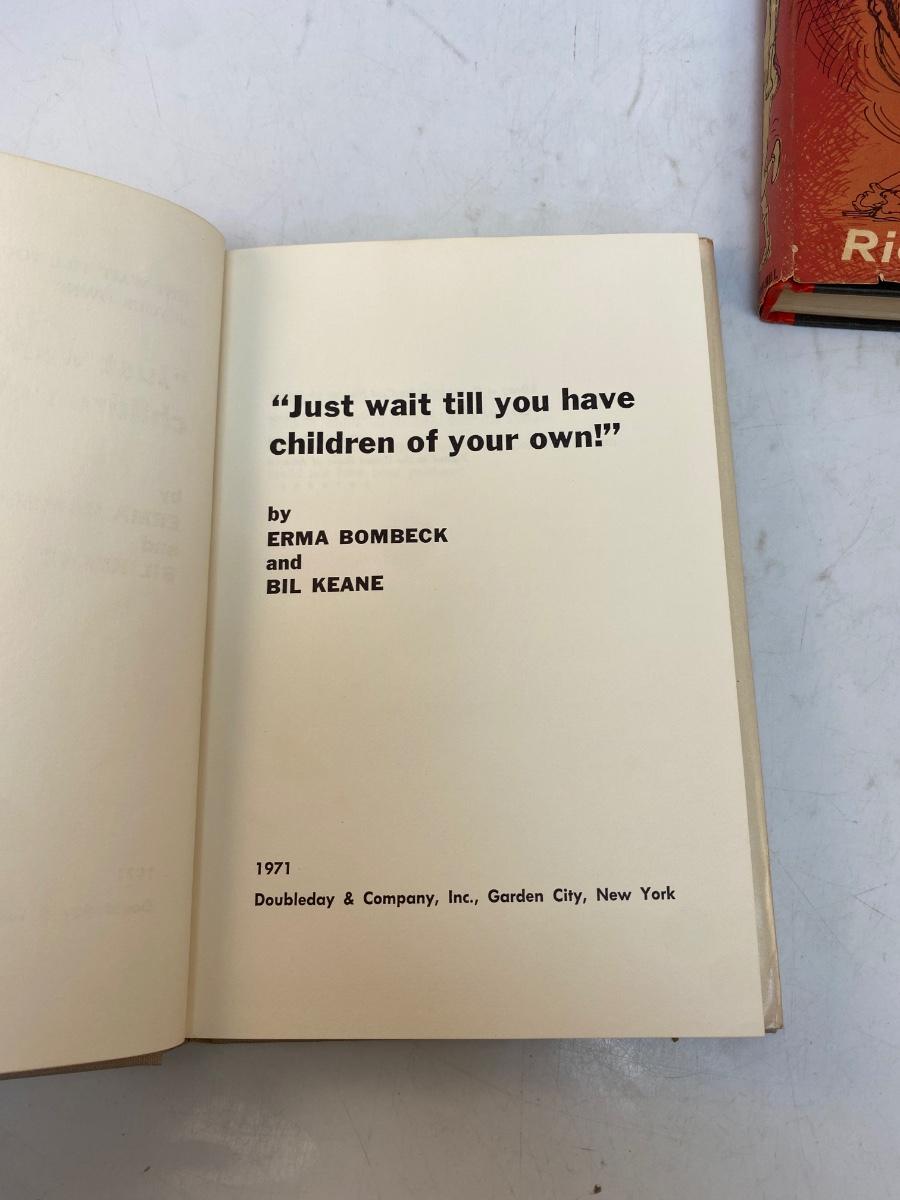 "Just wait till you have
children of your own!"
by
ERMA BOMBECK
and
BIL KEANE
1971
Doubleday & Company, Inc., Garden City, New York
Ri